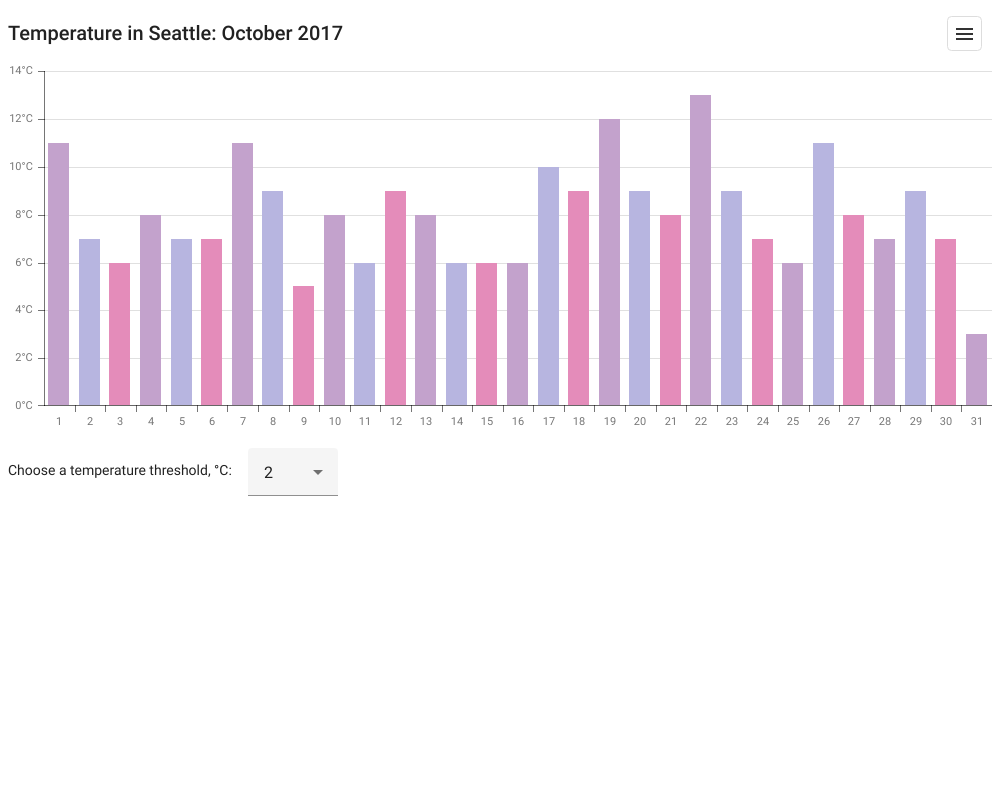 Temperature in Seattle: October 2017
14°C
12°C
10°C
8°C
6°C
4°C
2°C
0°C
1 2 3 4 5 6 7 8 9 10 11 12 13 14 15 16 17 18 19 20 21 22 23 24 25 26 27 28 29 30 31
Choose a temperature threshold, °C: 2